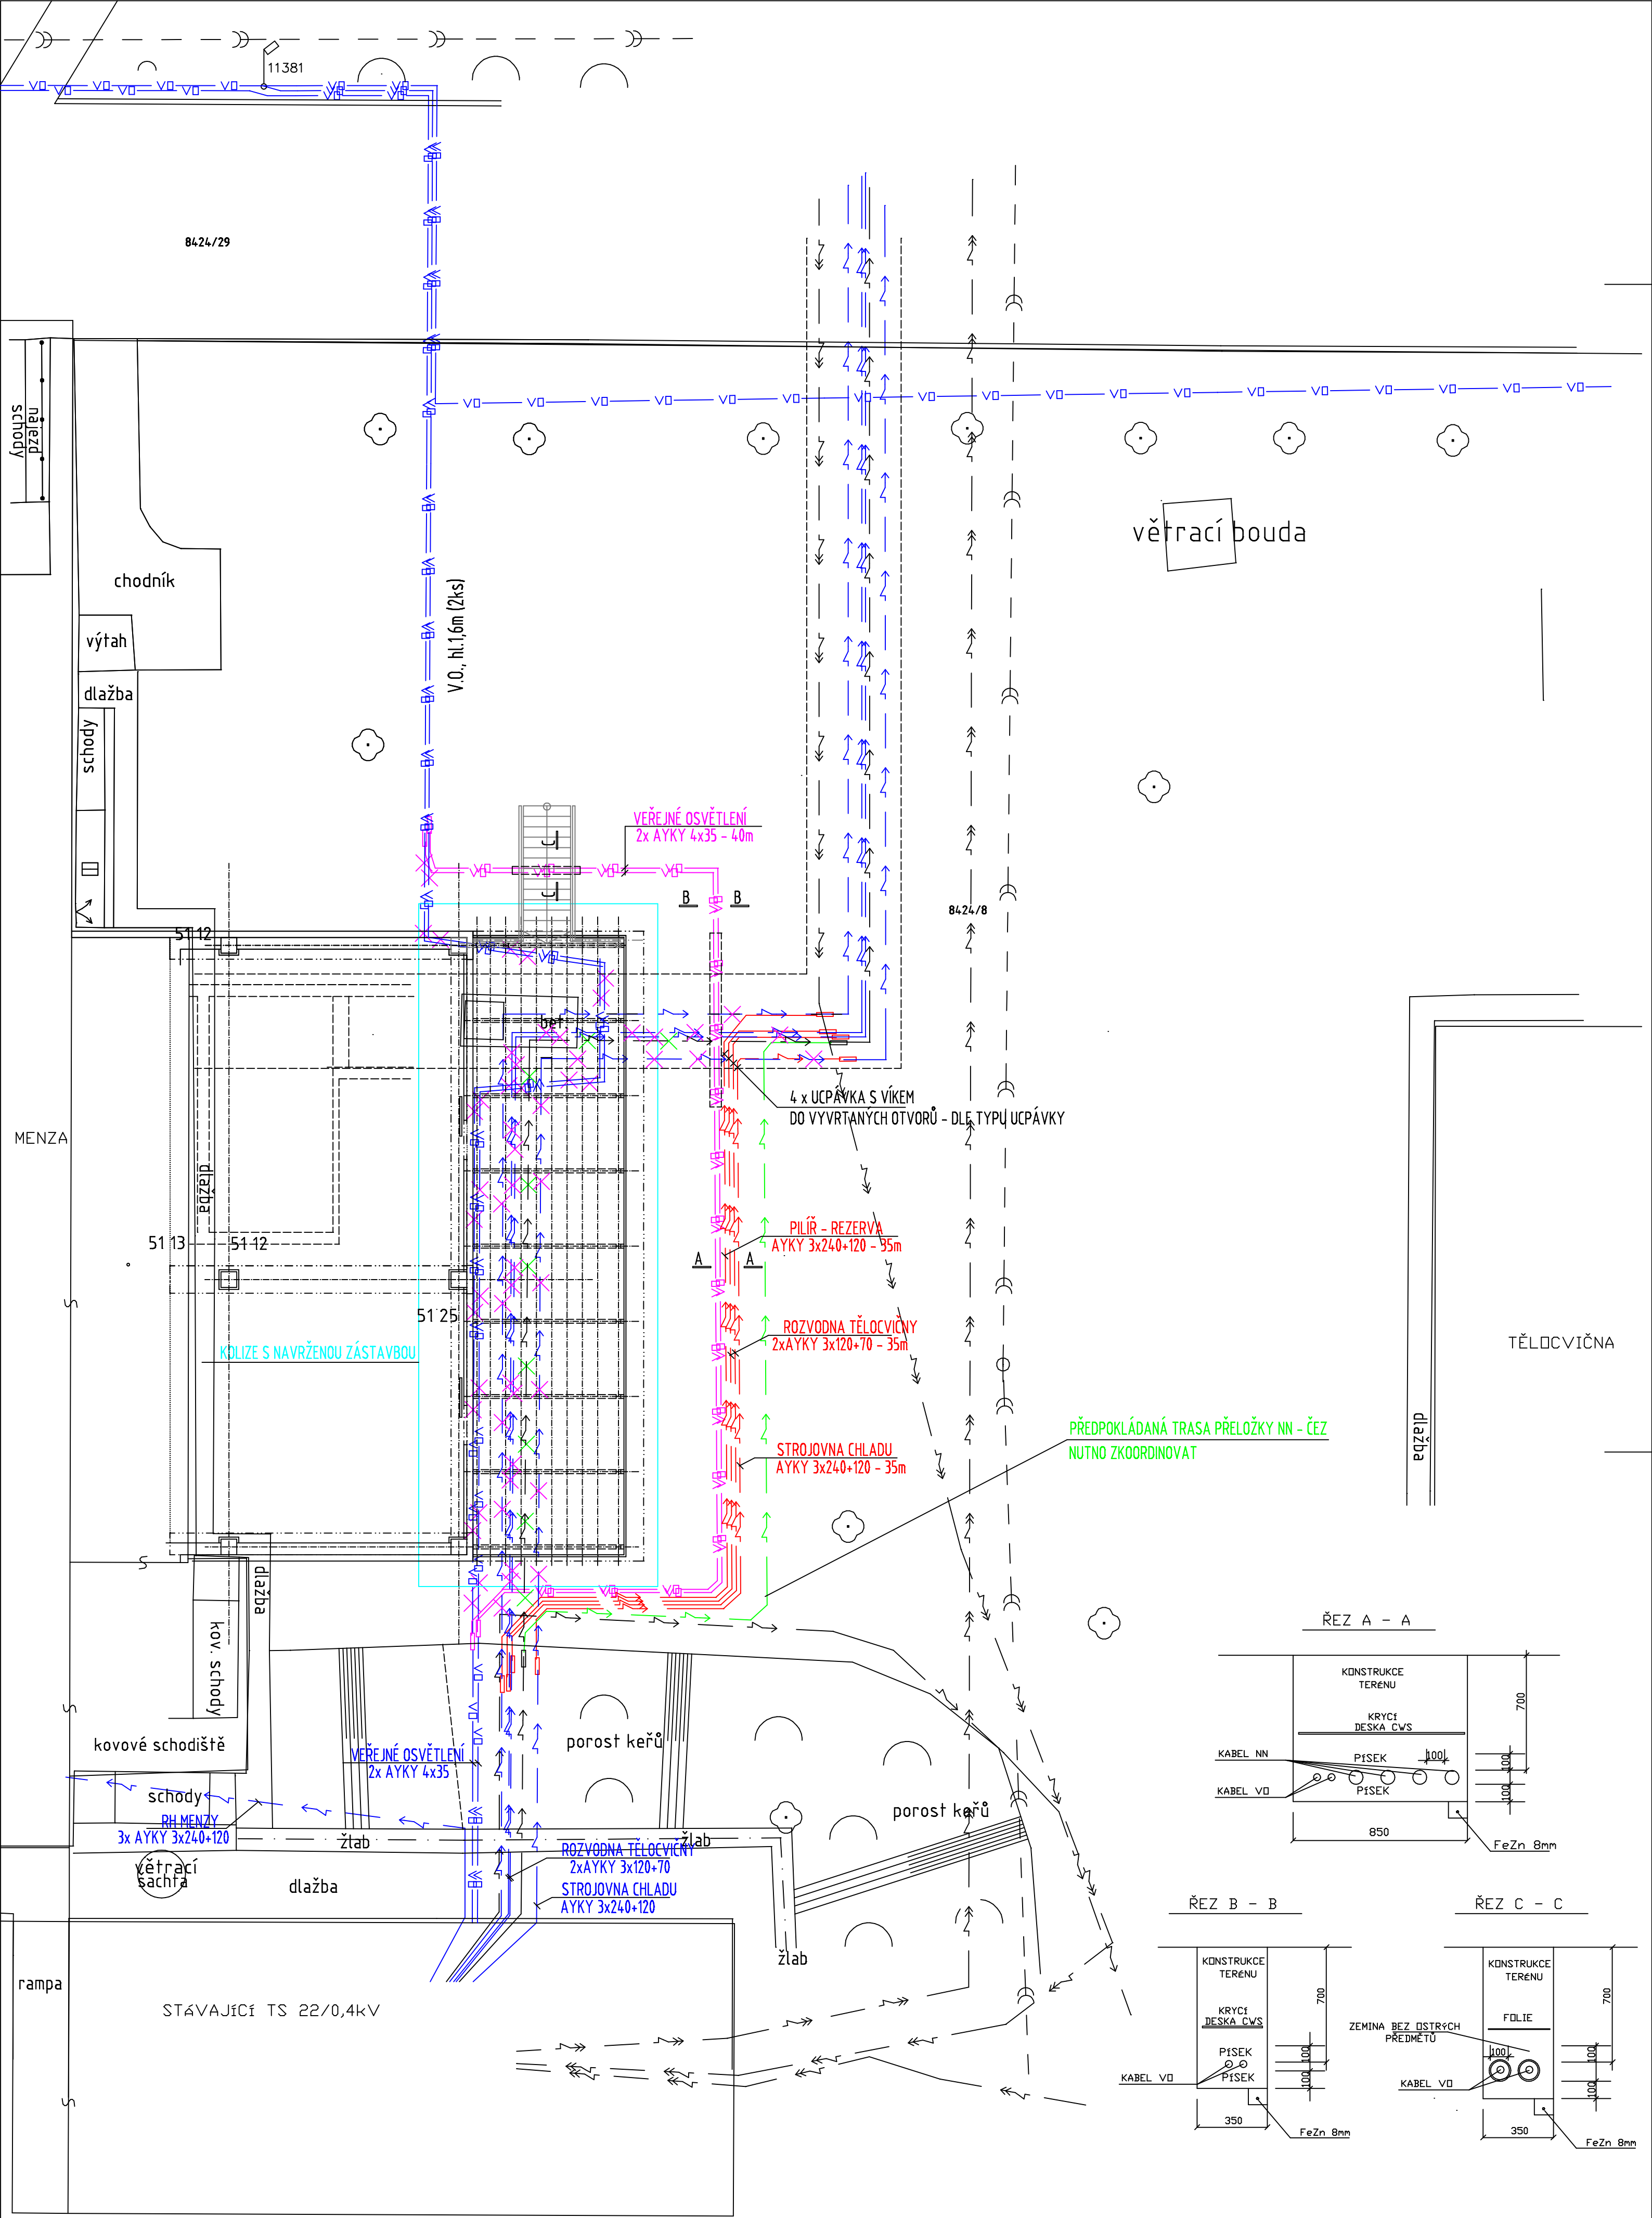 11381
8424/29
nájezd
schody
větrací bouda
chodník
V.O., hl.1,6m (2ks)
výtah
dlažba
schody
VEŘEJNÉ OSVĚTLENÍ
2x AYKY 4x35 - 40m
C
C
B B
8424/8
51 12
bet.
4 x UCPÁVKA S VÍKEM
DO VYVRTANÝCH OTVORŮ - DLE TYPU UCPÁVKY
MENZA
dlažba
PILÍŘ - REZERVA
AYKY 3x240+120 - 35m
51 13
51 12
A A
51 25
ROZVODNA TĚLOCVIČNY
2xAYKY 3x120+70 - 35m
KOLIZE S NAVRŽENOU ZÁSTAVBOU
TĚLOCVIČNA
PŘEDPOKLÁDANÁ TRASA PŘELOŽKY NN - ČEZ
NUTNO ZKOORDINOVAT
dlažba
STROJOVNA CHLADU
AYKY 3x240+120 - 35m
dlažba
kov. schody
ŘEZ A - A
KONSTRUKCE
TERéNU
700
KRYCí
DESKA CWS
KABEL NN
PíSEK
100
100
KABEL VO
PíSEK
100
850
FeZn 8mm
kovové schodiště
porost keřů
VEŘEJNÉ OSVĚTLENÍ
2x AYKY 4x35
schody
porost keřů
RH MENZY
3x AYKY 3x240+120
žlab
žlab
ROZVODNA TĚLOCVIČNY
2xAYKY 3x120+70
větrací
šachta
dlažba
STROJOVNA CHLADU
AYKY 3x240+120
žlab
rampa
STáVAJíCí TS 22/0,4kV
ŘEZ B - B
KONSTRUKCE
TERéNU
700
KRYCí
DESKA CWS
PíSEK
100
KABEL VO
PíSEK
100
350
FeZn 8mm
ŘEZ C - C
KONSTRUKCE
TERéNU
700
FOLIE
ZEMINA BEZ OSTRýCH
PŘEDMĚTŮ
100
100
KABEL VO
100
350
FeZn 8mm